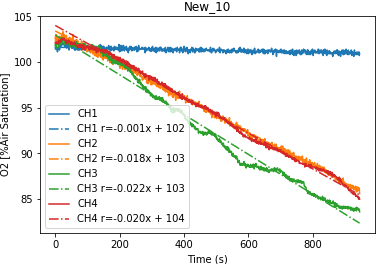 New_10
105
100
95
90
85
O2 [%Air Saturation]
CH1
CH1 r=-0.001x + 102
CH2
CH2 r=-0.018x + 103
CH3
CH3 r=-0.022x + 103
CH4
CH4 r=-0.020x + 104
0 200 400 600 800
Time (s)